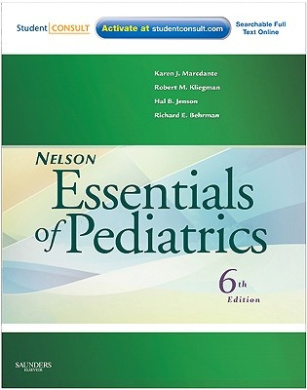 Student CONSULT
Activate at studentconsult.com
Searchable Full
Text Online
Karen J. Marcdante
Robert M. Kliegman
Hal B. Jenson
Richard E. Behrman
NELSON
Essentials
of Pediatrics
6th
Edition
SAUNDERS
ELSEVIER